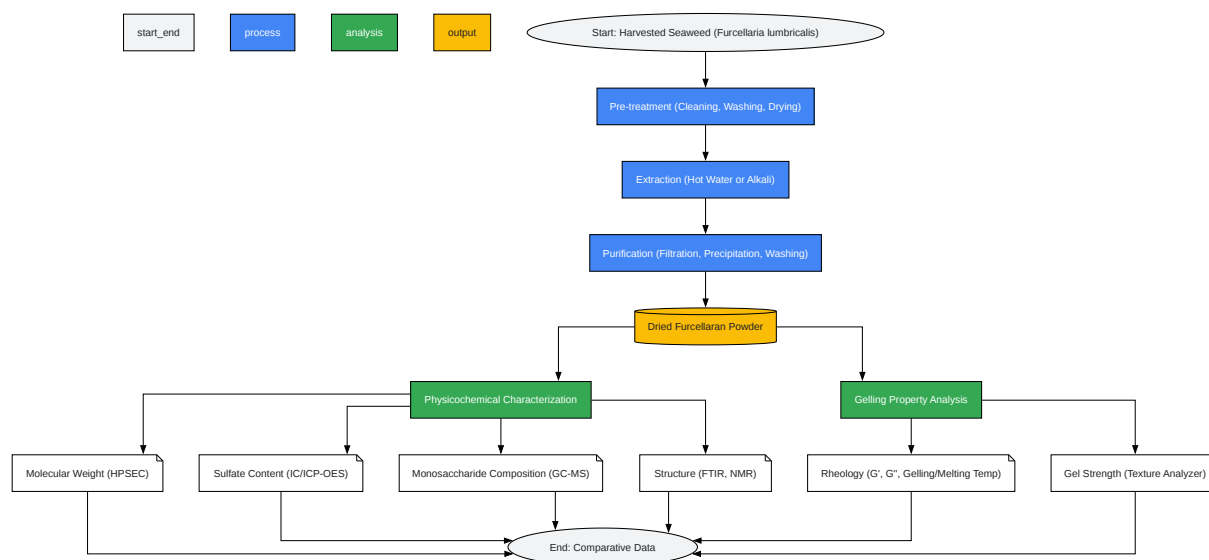 start_end
process
analysis
output
Start: Harvested Seaweed (Furcellaria lumbricalis)
Pre-treatment (Cleaning, Washing, Drying)
Extraction (Hot Water or Alkali)
Purification (Filtration, Precipitation, Washing)
Dried Furcellaran Powder
Physicochemical Characterization
Gelling Property Analysis
Molecular Weight (HPSEC)
Sulfate Content (IC/ICP-OES)
Monosaccharide Composition (GC-MS)
Structure (FTIR, NMR)
Rheology (G', G", Gelling/Melting Temp)
Gel Strength (Texture Analyzer)
End: Comparative Data